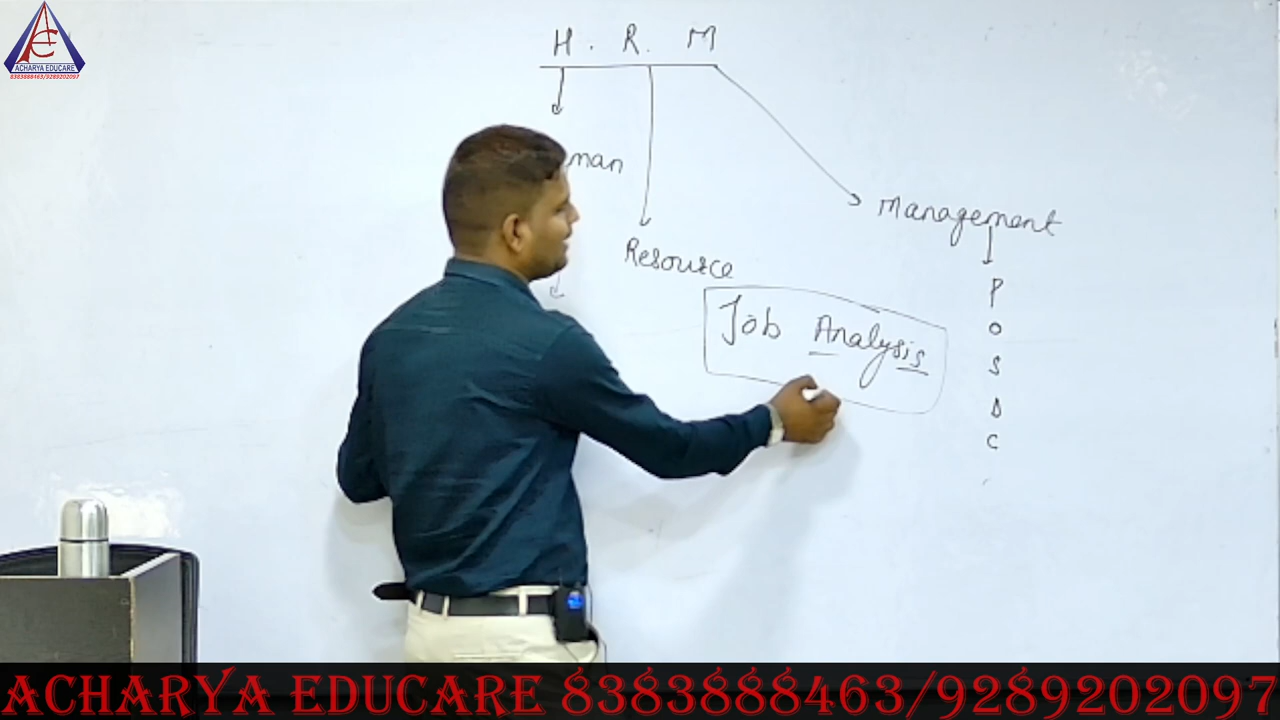 ACHARYA EDUCARE
8383888463/9289202097
H. R. M
man
Management
Resource
Job Analysis
P
O
S
D
C
ACHARYA EDUCARE 8383888463/9289202097